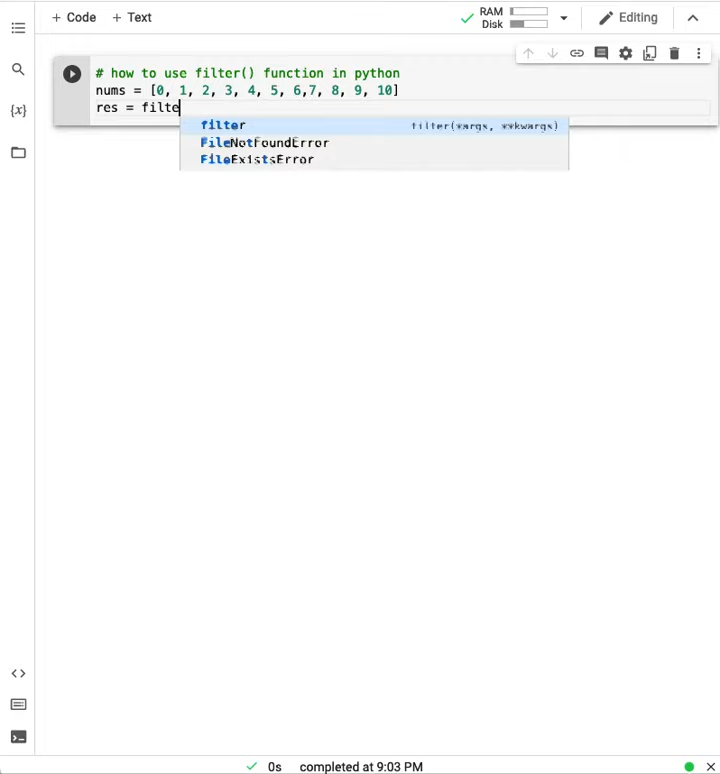 + Code + Text
RAM
Disk
Editing
{x}
# how to use filter() function in python
nums = [0, 1, 2, 3, 4, 5, 6,7, 8, 9, 10]
res = filte
filter filter(*args, **kwargs)
FileNotFoundError
FileExistsError
0s completed at 9:03 PM